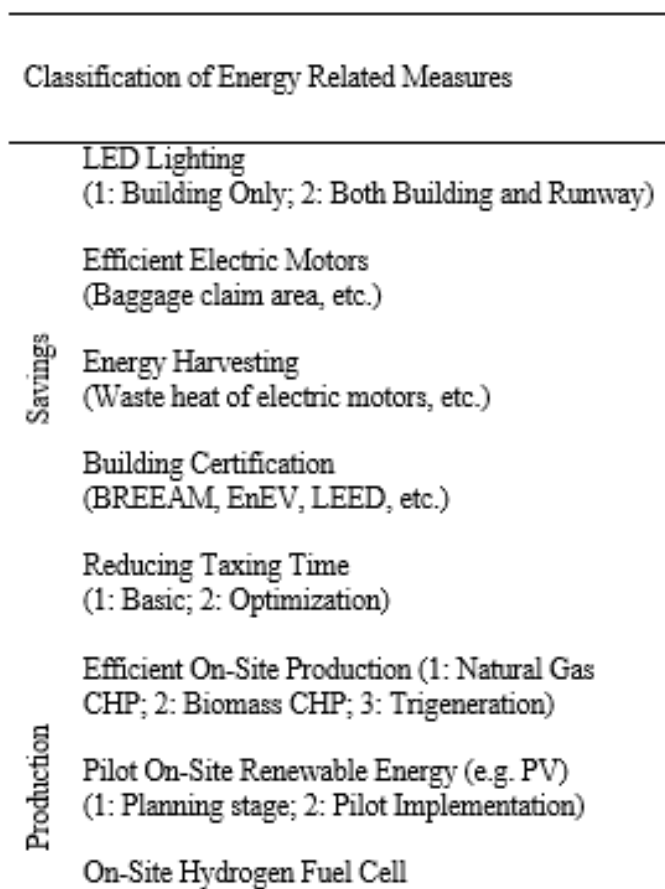 Classification of Energy Related Measures
LED Lighting
(1: Building Only; 2: Both Building and Runway)
Efficient Electric Motors
(Baggage claim area, etc.)
Savings
Energy Harvesting
(Waste heat of electric motors, etc.)
Building Certification
(BREEAM, EnEV, LEED, etc.)
Reducing Taxing Time
(1: Basic; 2: Optimization)
Efficient On-Site Production (1: Natural Gas
CHP; 2: Biomass CHP; 3: Trigeneration)
Production
Pilot On-Site Renewable Energy (e.g. PV)
(1: Planning stage; 2: Pilot Implementation)
On-Site Hydrogen Fuel Cell